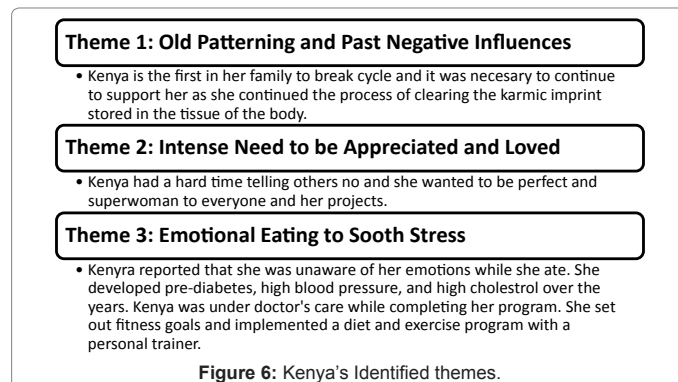 Theme 1: Old Patterning and Past Negative Influences
• Kenya is the first in her family to break cycle and it was necesary to continue
to support her as she continued the process of clearing the karmic imprint
stored in the tissue of the body.
Theme 2: Intense Need to be Appreciated and Loved
• Kenya had a hard time telling others no and she wanted to be perfect and
superwoman to everyone and her projects.
Theme 3: Emotional Eating to Sooth Stress
• Kenyra reported that she was unaware of her emotions while she ate. She
developed pre-diabetes, high blood pressure, and high cholestrol over the
years. Kenya was under doctor's care while completing her program. She set
out fitness goals and implemented a diet and exercise program with a
personal trainer.
Figure 6: Kenya's Identified themes.